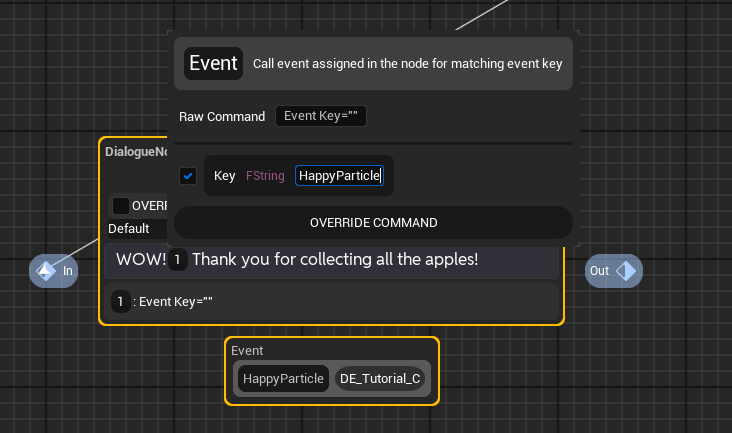 Event Call event assigned in the node for matching event key
Raw Command Event Key=""
DialogueNo
Key FString HappyParticle
OVERR
OVERRIDE COMMAND
Default
WOW! 1 Thank you for collecting all the apples!
In
Out
1 : Event Key=""
Event
HappyParticle DE_Tutorial_C